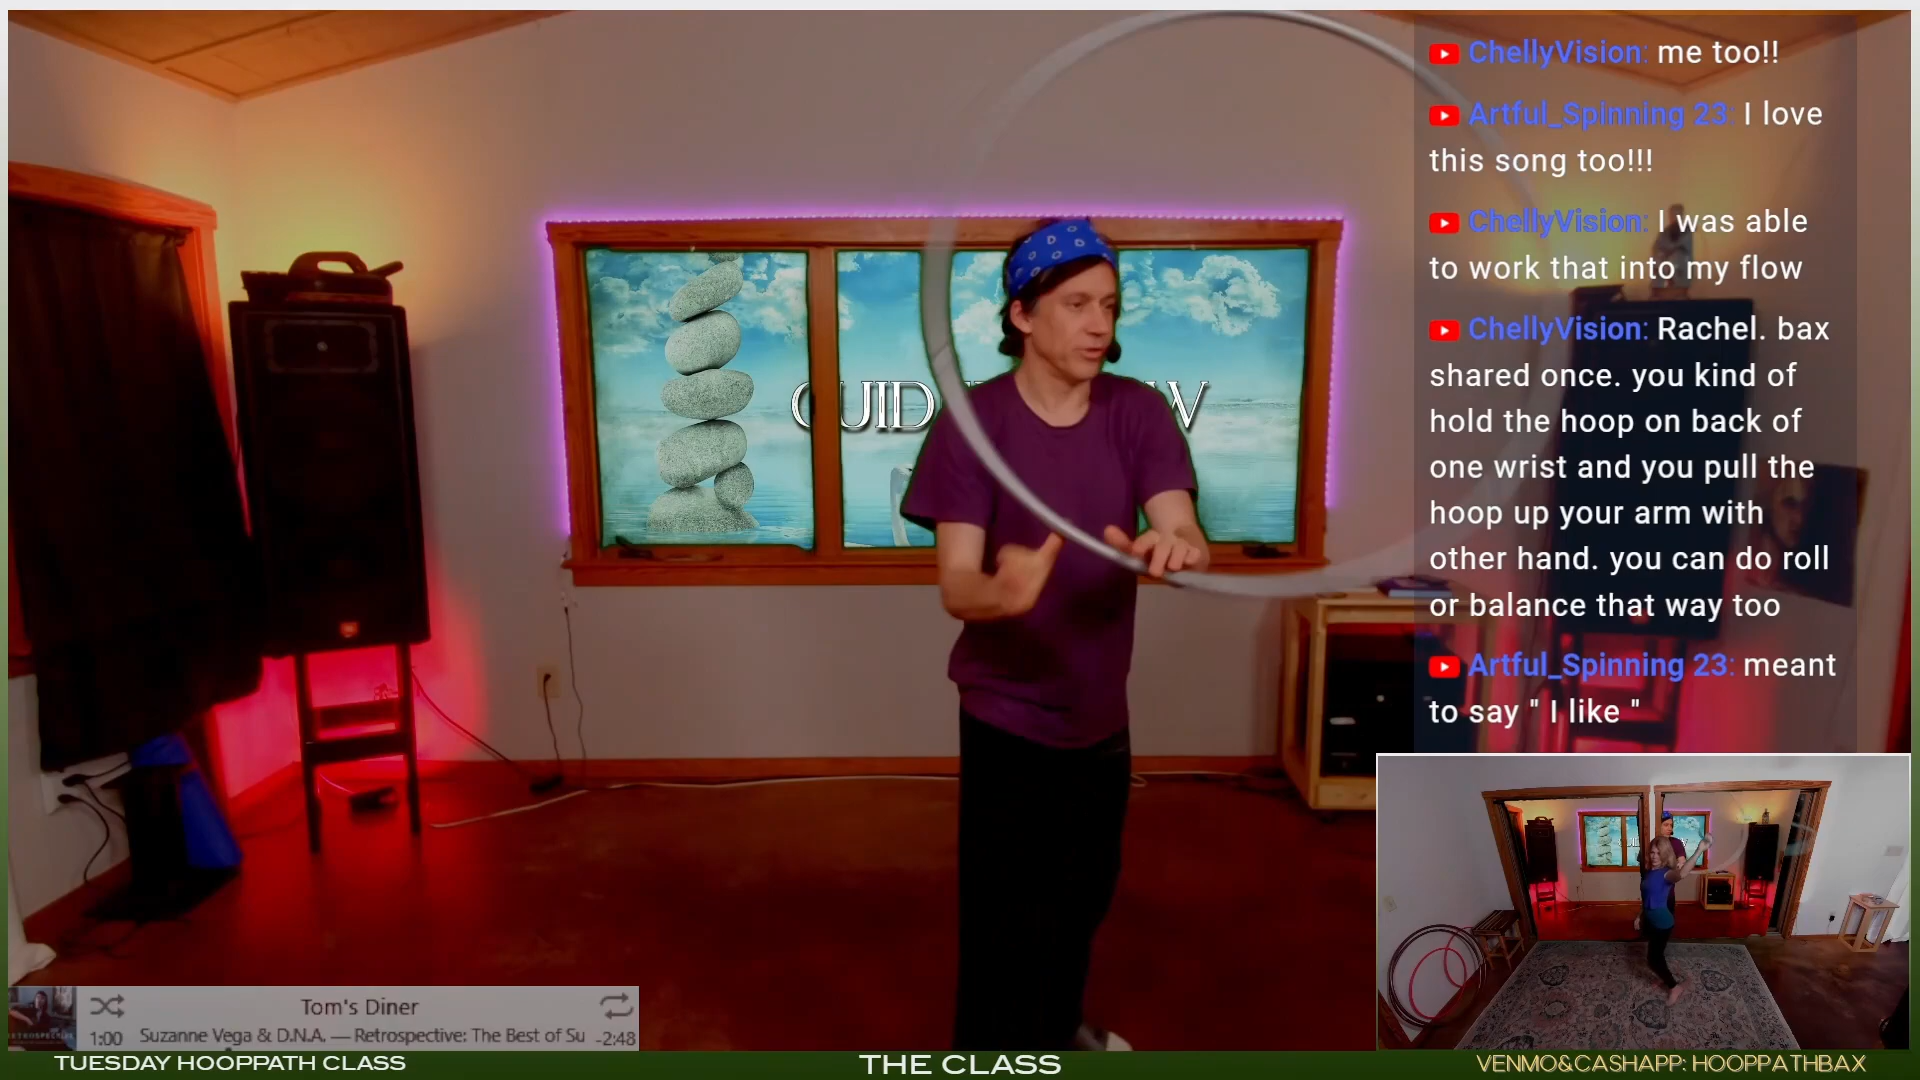 ChellyVision: me too!!
Artful_Spinning 23: I love
this song too!!!
ChellyVision: I was able
to work that into my flow
ChellyVision: Rachel. bax
shared once. you kind of
hold the hoop on back of
one wrist and you pull the
hoop up your arm with
other hand. you can do roll
or balance that way too
Artful_Spinning 23: meant
to say " I like "
Tom's Diner
1:00 Suzanne Vega & D.N.A. — Retrospective: The Best of Su -2:48
TUESDAY HOOPPATH CLASS
THE CLASS
VENMO&CASHAPP: HOOPPATHBAX